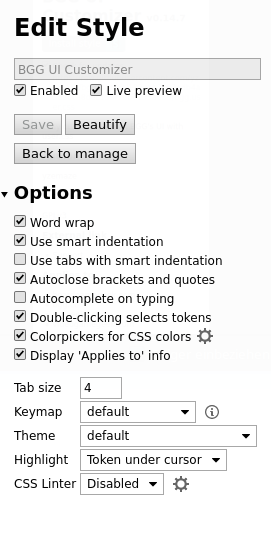 Edit Style
BGG UI Customizer
Enabled Live preview
Save Beautify
Back to manage
Options
Word wrap
Use smart indentation
Use tabs with smart indentation
Autoclose brackets and quotes
Autocomplete on typing
Double-clicking selects tokens
Colorpickers for CSS colors
Display 'Applies to' info
Tab size 4
Keymap default
Theme default
Highlight Token under cursor
CSS Linter Disabled